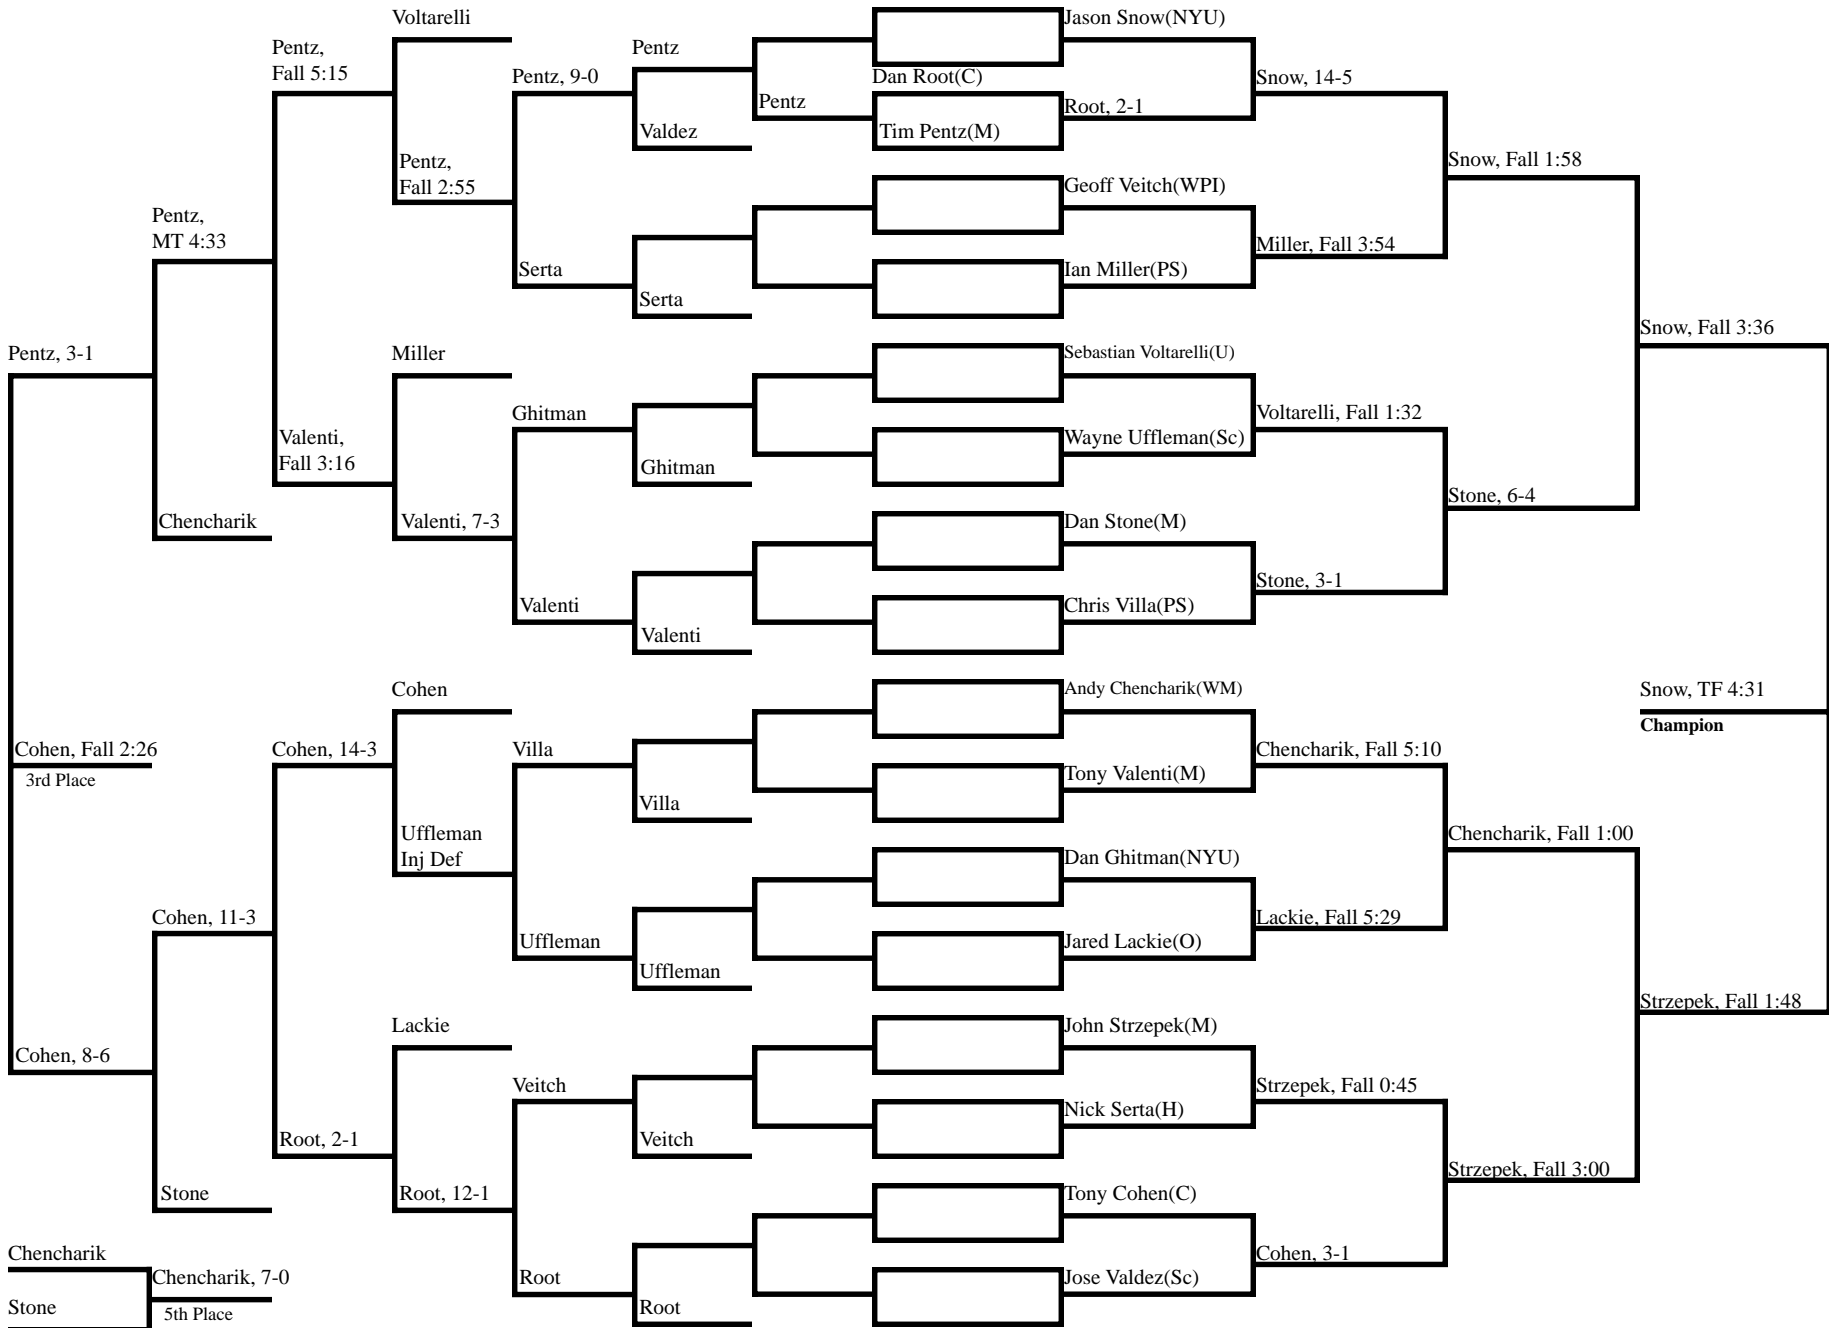 Voltarelli
Jason Snow(NYU)
Pentz,
Fall 5:15
Pentz
Pentz, 9-0
Dan Root(C)
Snow, 14-5
Pentz
Root, 2-1
Valdez
Tim Pentz(M)
Pentz,
Fall 2:55
Snow, Fall 1:58
Geoff Veitch(WPI)
Pentz,
MT 4:33
Miller, Fall 3:54
Serta
Ian Miller(PS)
Serta
Snow, Fall 3:36
Pentz, 3-1
Miller
Sebastian Voltarelli(U)
Ghitman
Voltarelli, Fall 1:32
Valenti,
Fall 3:16
Wayne Uffleman(Sc)
Ghitman
Stone, 6-4
Chencharik
Valenti, 7-3
Dan Stone(M)
Stone, 3-1
Valenti
Chris Villa(PS)
Valenti
Cohen
Andy Chencharik(WM)
Snow, TF 4:31
Champion
Cohen, Fall 2:26
3rd Place
Cohen, 14-3
Villa
Chencharik, Fall 5:10
Tony Valenti(M)
Villa
Uffleman
Inj Def
Chencharik, Fall 1:00
Dan Ghitman(NYU)
Cohen, 11-3
Lackie, Fall 5:29
Uffleman
Jared Lackie(O)
Uffleman
Strzepek, Fall 1:48
Lackie
John Strzepek(M)
Cohen, 8-6
Veitch
Strzepek, Fall 0:45
Nick Serta(H)
Root, 2-1
Veitch
Strzepek, Fall 3:00
Stone
Root, 12-1
Tony Cohen(C)
Chencharik
Cohen, 3-1
Chencharik, 7-0
Root
Jose Valdez(Sc)
Stone
5th Place
Root